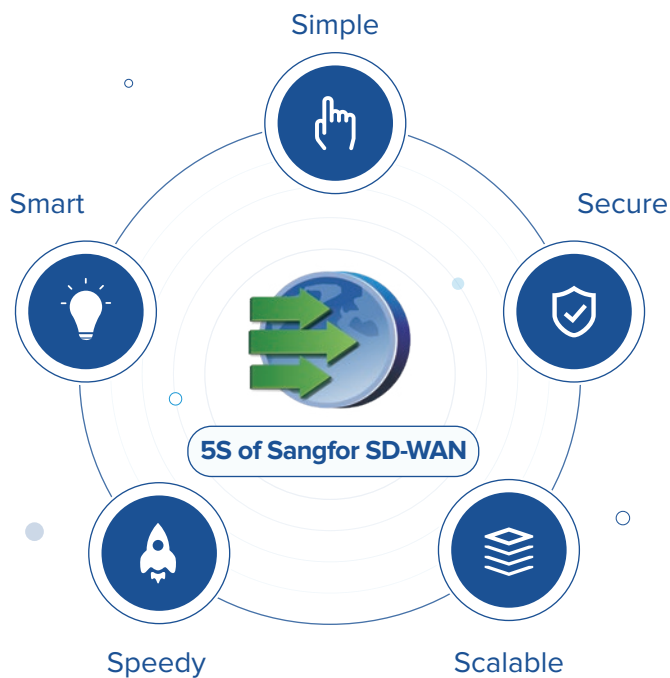 Simple
Smart
Secure
5S of Sangfor SD-WAN
Speedy
Scalable